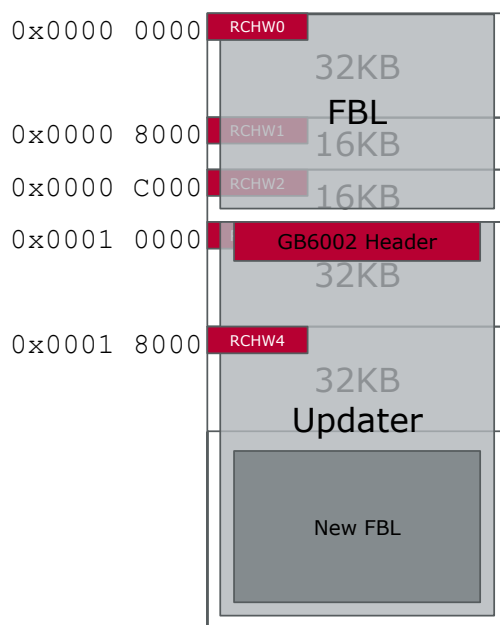 0x0000 0000
RCHW0
32KB
FBL
0x0000 8000
RCHW1
16KB
0x0000 C000
RCHW2
16KB
0x0001 0000
GB6002 Header
32KB
0x0001 8000
RCHW4
32KB
Updater
New FBL